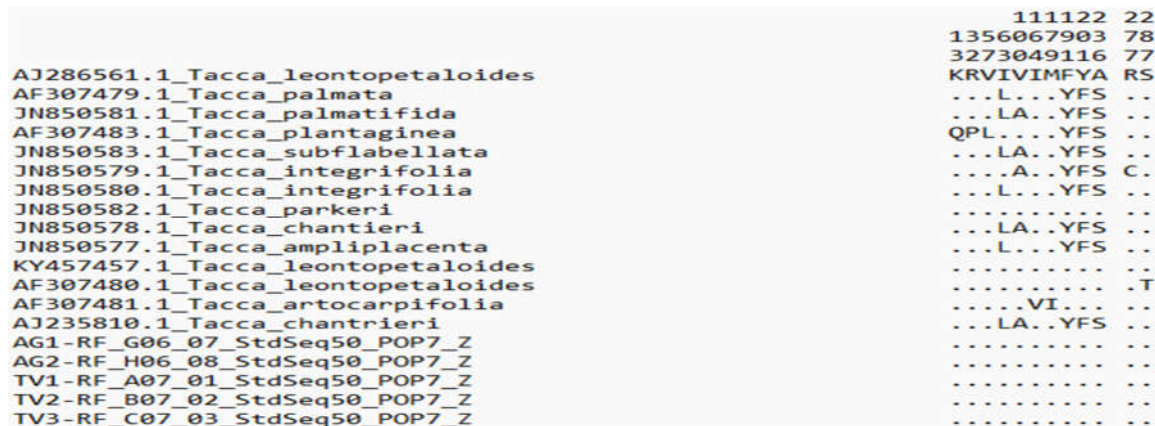 111122 22
1356067903 78
3273049116 77
AJ286561.1_Tacca_leontopetaloides KRVIVIMFYA RS
AF307479.1_Tacca_palmata ...L...YFS ..
JN850581.1_Tacca_palmatifida ...LA..YFS ..
AF307483.1_Tacca_plantaginea QPL....YFS ..
JN850583.1_Tacca_subflabellata ...LA..YFS ..
JN850579.1_Tacca_integrifolia ....A..YFS C.
JN850580.1_Tacca_integrifolia ...L...YFS ..
JN850582.1_Tacca_parkeri .......... ..
JN850578.1_Tacca_chantieri ...LA..YFS ..
JN850577.1_Tacca_ampliplacenta ...L...YFS ..
KY457457.1_Tacca_leontopetaloides .......... ..
AF307480.1_Tacca_leontopetaloides .......... .T
AF307481.1_Tacca_artocarpifolia .....VI... ..
AJ235810.1_Tacca_chantrieri ...LA..YFS ..
AG1-RF_G06_07_StdSeq50_POP7_Z .......... ..
AG2-RF_H06_08_StdSeq50_POP7_Z .......... ..
TV1-RF_A07_01_StdSeq50_POP7_Z .......... ..
TV2-RF_B07_02_StdSeq50_POP7_Z .......... ..
TV3-RF_C07_03_StdSeq50_POP7_Z .......... ..